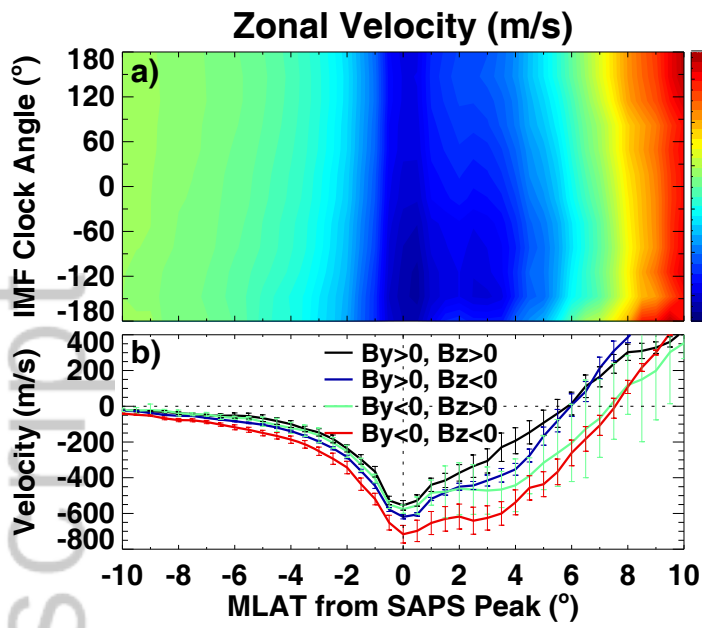 Zonal Velocity (m/s)
a)
IMF Clock Angle (°)
180
120
60
0
-60
-120
-180
b)
Velocity (m/s)
400
200
0
-200
-400
-600
-800
By>0, Bz>0
By>0, Bz<0
By<0, Bz>0
By<0, Bz<0
-10 -8 -6 -4 -2 0 2 4 6 8 10
MLAT from SAPS Peak (°)
script